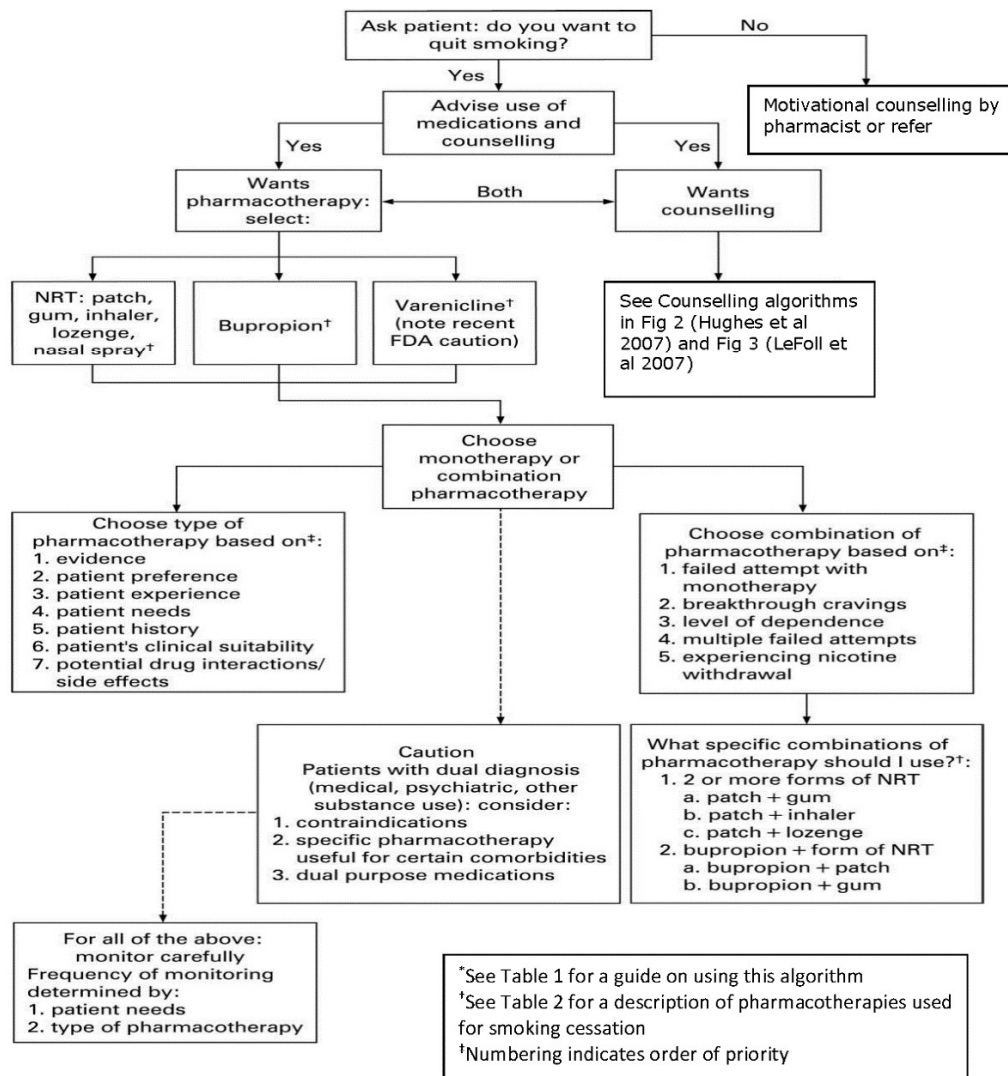 Ask patient: do you want to
quit smoking?
No
Yes
Motivational counselling by
pharmacist or refer
Advise use of
medications and
counselling
Yes
Yes
Wants
pharmacotherapy:
select:
Both
Wants
counselling
NRT: patch,
gum, inhaler,
lozenge,
nasal spray†
Bupropion†
Varenicline†
(note recent
FDA caution)
See Counselling algorithms
in Fig 2 (Hughes et al
2007) and Fig 3 (LeFoll et
al 2007)
Choose
monotherapy or
combination
pharmacotherapy
Choose type of
pharmacotherapy based on‡:
1. evidence
2. patient preference
3. patient experience
4. patient needs
5. patient history
6. patient's clinical suitability
7. potential drug interactions/
side effects
Choose combination of
pharmacotherapy based on‡:
1. failed attempt with
monotherapy
2. breakthrough cravings
3. level of dependence
4. multiple failed attempts
5. experiencing nicotine
withdrawal
Caution
Patients with dual diagnosis
(medical, psychiatric, other
substance use): consider:
1. contraindications
2. specific pharmacotherapy
useful for certain comorbidities
3. dual purpose medications
What specific combinations of
pharmacotherapy should I use?†:
1. 2 or more forms of NRT
a. patch + gum
b. patch + inhaler
c. patch + lozenge
2. bupropion + form of NRT
a. bupropion + patch
b. bupropion + gum
For all of the above:
monitor carefully
Frequency of monitoring
determined by:
1. patient needs
2. type of pharmacotherapy
*See Table 1 for a guide on using this algorithm
†See Table 2 for a description of pharmacotherapies used
for smoking cessation
‡Numbering indicates order of priority